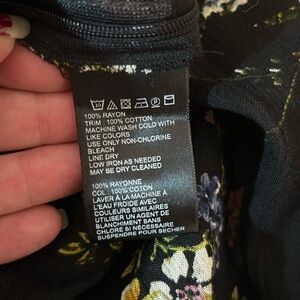 100% RAYON
TRIM : 100% COTTON
MACHINE WASH COLD WITH
LIKE COLORS
USE ONLY NON-CHLORINE
BLEACH
LINE DRY
LOW IRON AS NEEDED
MAY BE DRY CLEANED
100% RAYONNE
COL : 100% COTON
LAVER À LA MACHINE À
L'EAU FROIDE AVEC
COULEURS SIMILAIRES
UTILISER UN AGENT DE
BLANCHIMENT SANS
CHLORE SI NÉCESSAIRE
SUSPENDRE POUR SÉCHER